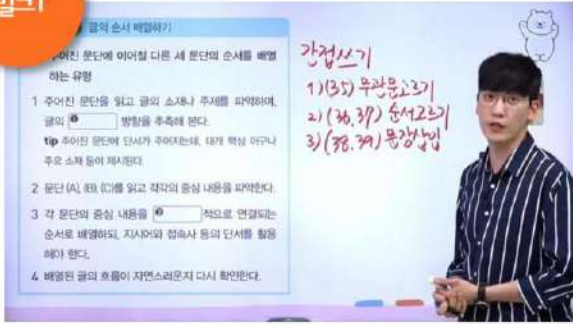 글의 순서 배열하기
주어진 문단에 이어질 다른 세 문단의 순서를 배열
하는 유형
1 주어진 문단을 읽고 글의 소재나 주제를 파악하며,
글의 방향을 추측해 본다.
tip 주어진 문단에 단서가 주어지는데, 대개 핵심 어구나
주요 소재 등이 제시된다.
2 문단 (A), (B), (C)를 읽고 각각의 중심 내용을 파악한다.
3 각 문단의 중심 내용을 적으로 연결되는
순서로 배열하되, 지시어와 접속사 등의 단서를 활용
해야 한다.
4 배열된 글의 흐름이 자연스러운지 다시 확인한다.
간접쓰기
1) (35) 무관문고르기
2) (36, 37) 순서고르기
3) (38, 39) 문장삽입